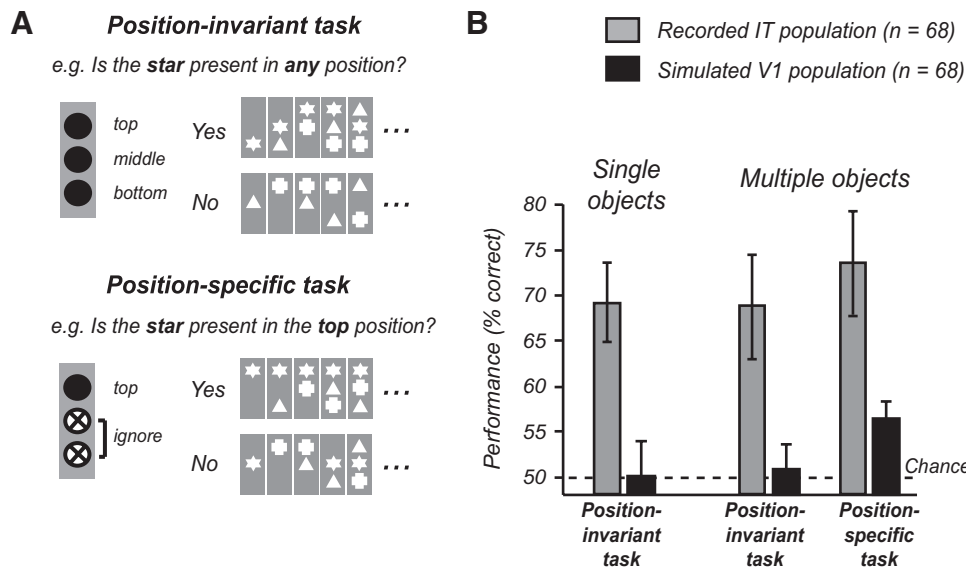 A
Position-invariant task
e.g. Is the star present in any position?
top
middle
bottom
Yes
...
No
...
Position-specific task
e.g. Is the star present in the top position?
top
ignore
Yes
...
No
...
B
Recorded IT population (n = 68)
Simulated V1 population (n = 68)
Single
objects
Multiple objects
Performance (% correct)
80
75
70
65
60
55
50
Chance
Position-
invariant
task
Position-
invariant
task
Position-
specific
task